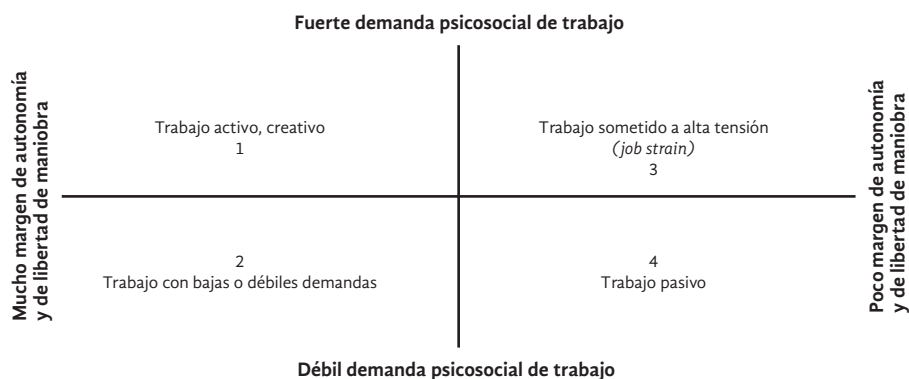 Fuerte demanda psicosocial de trabajo
Mucho margen de autonomía
y de libertad de maniobra
Trabajo activo, creativo
1
Trabajo sometido a alta tensión
(job strain)
3
2
Trabajo con bajas o débiles demandas
4
Trabajo pasivo
Poco margen de autonomía
y de libertad de maniobra
Débil demanda psicosocial de trabajo